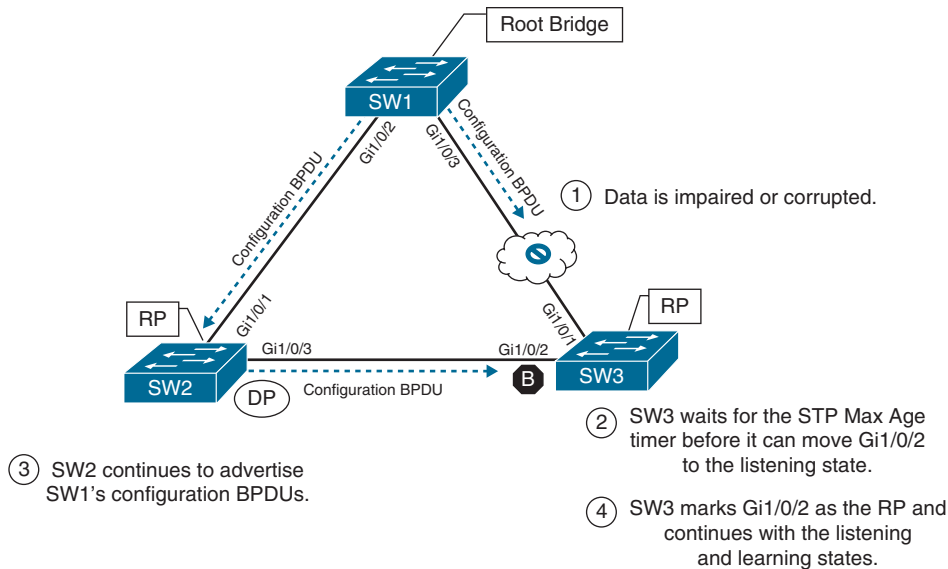 Root Bridge
SW1
Gi1/0/2
Gi1/0/3
Configuration BPDU
Configuration BPDU
1 Data is impaired or corrupted.
RP
Gi1/0/1
Gi1/0/1
RP
SW2
Gi1/0/3
Gi1/0/2
SW3
DP
Configuration BPDU
B
2 SW3 waits for the STP Max Age
timer before it can move Gi1/0/2
to the listening state.
3 SW2 continues to advertise
SW1's configuration BPDUs.
4 SW3 marks Gi1/0/2 as the RP and
continues with the listening
and learning states.